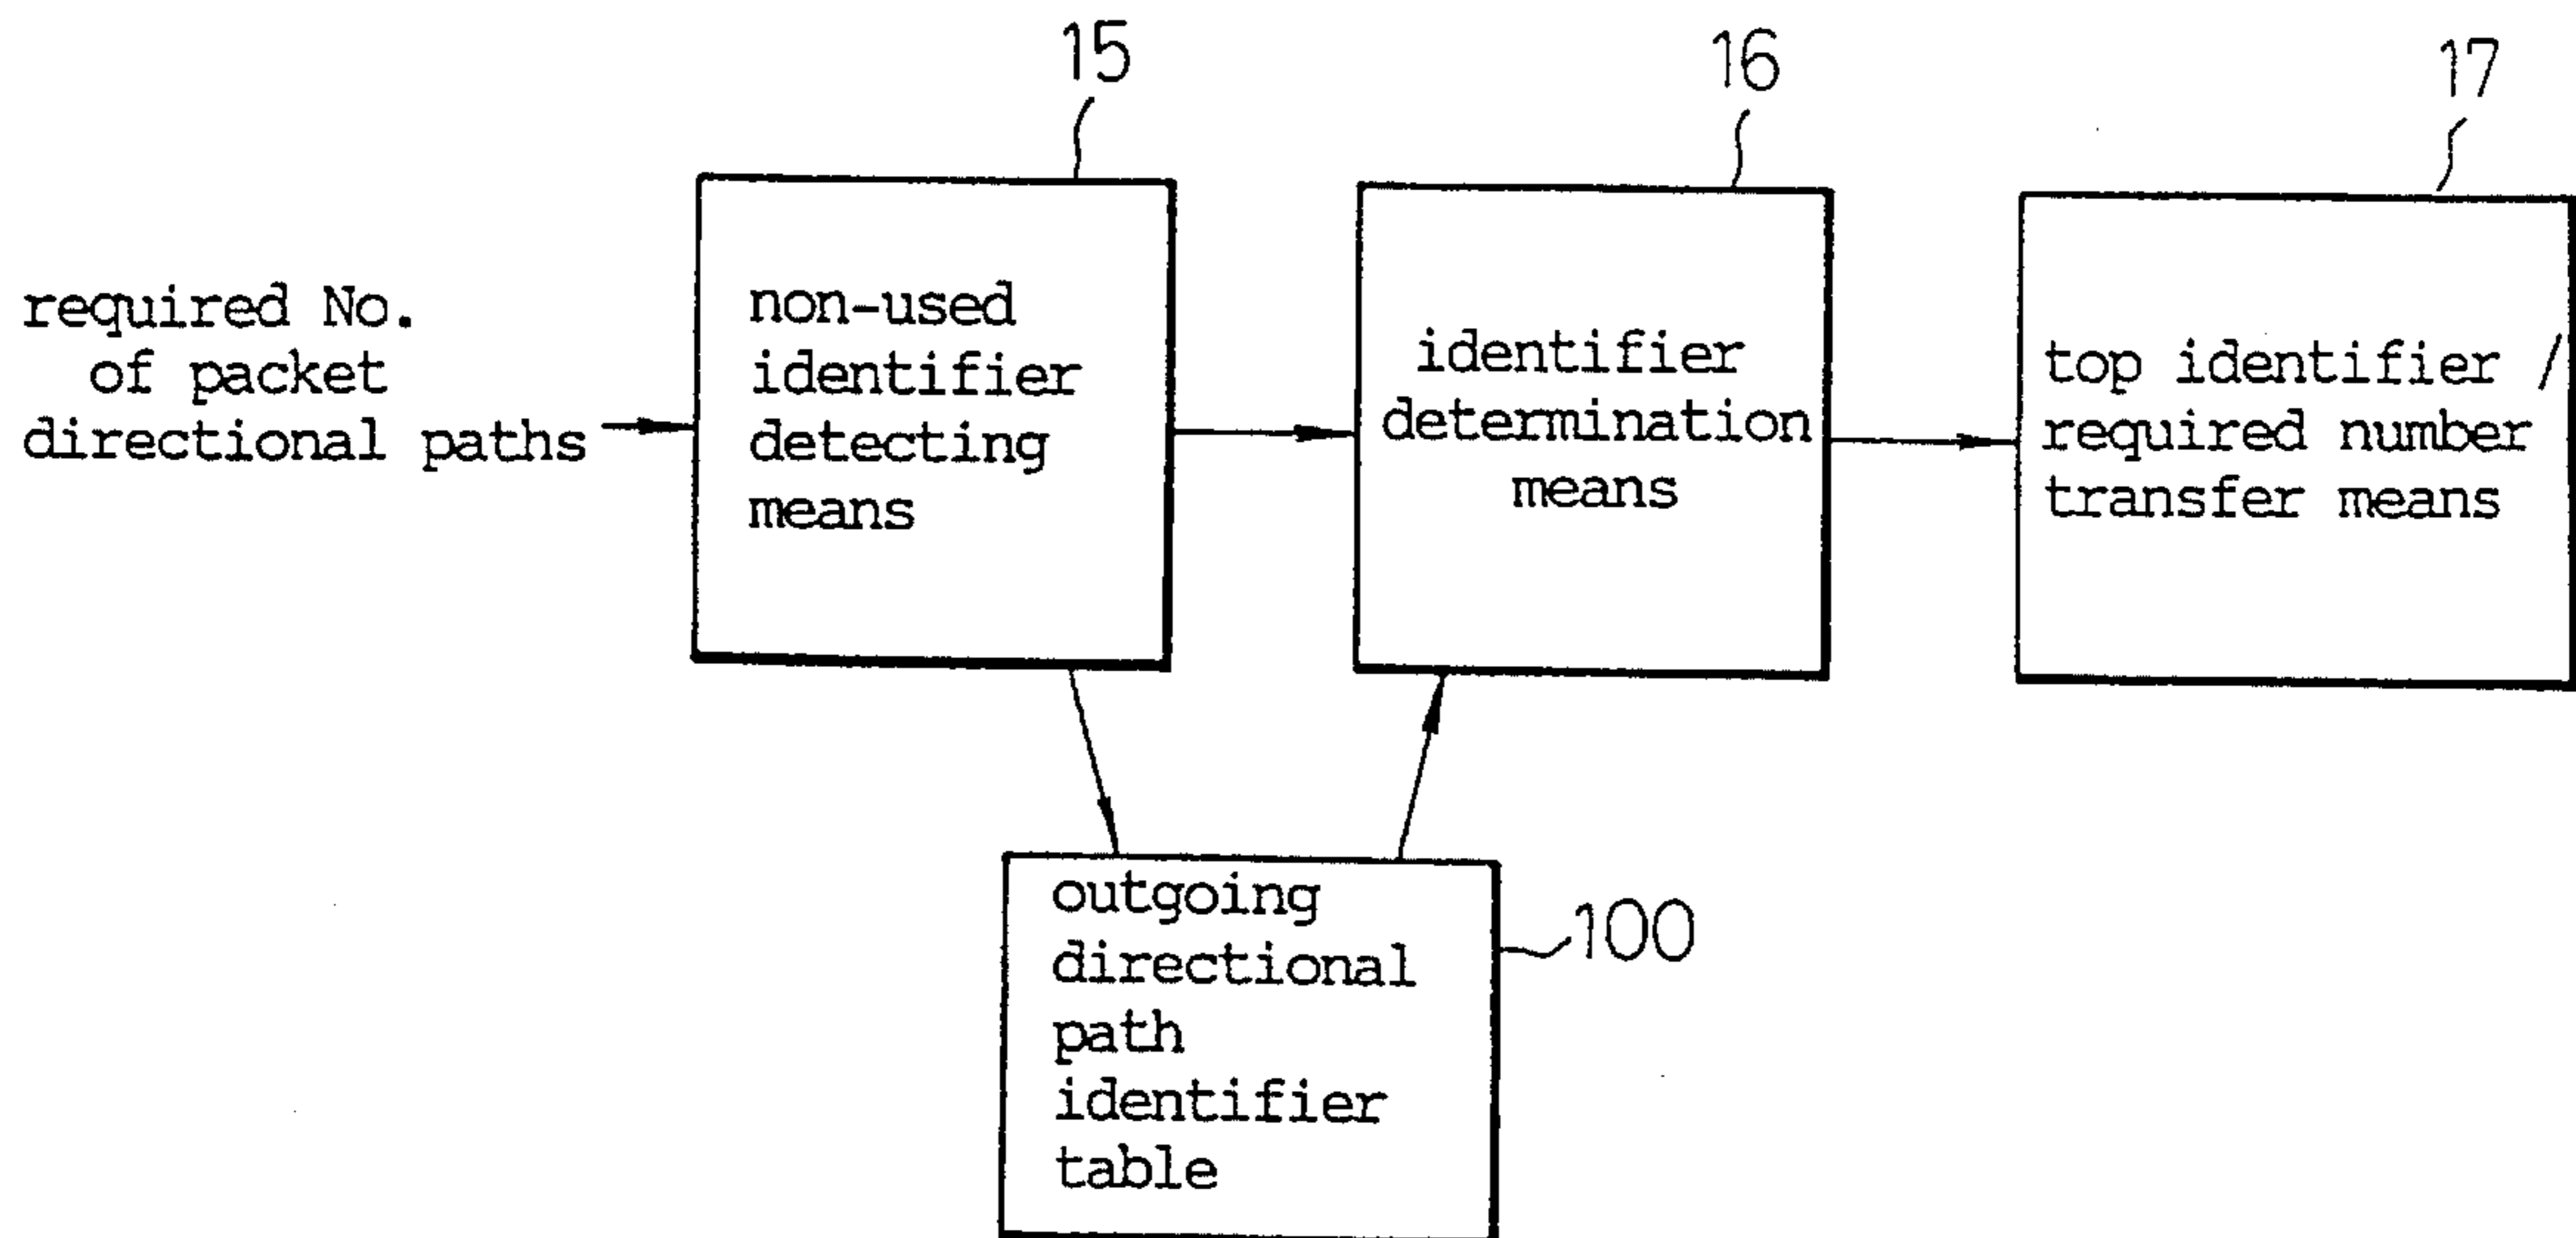 15
16
17
required No.
of packet
directional paths
non-used
identifier
detecting
means
identifier
determination
means
top identifier /
required number
transfer means
outgoing
directional
path
identifier
table
100